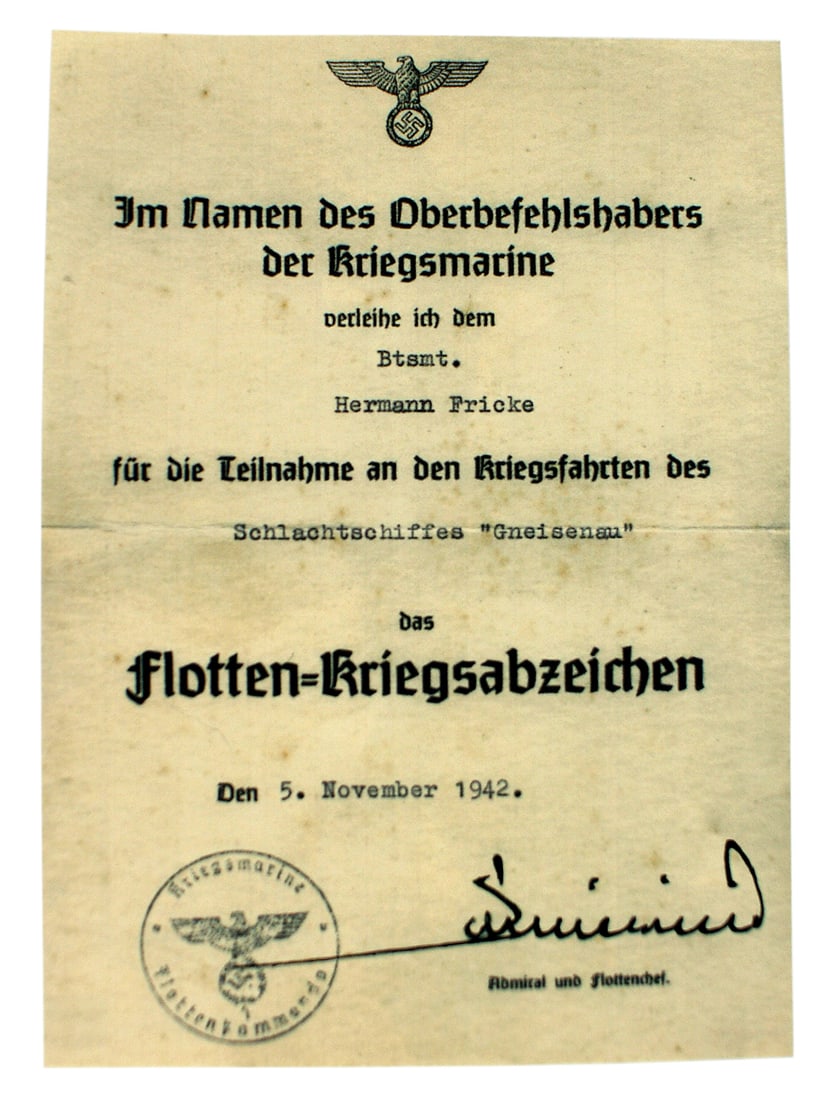 Im Namen des Oberbefehlshabers
der Kriegsmarine
verleihe ich dem
Btsmt.
Hermann Fricke
für die Teilnahme an den Kriegsfahrten des
Schlachtschiffes "Gneisenau"
das
Flotten=Kriegsabzeichen
Den 5. November 1942.
Kriegsmarine
Flottenkommando
Admiral und Flottenchef.